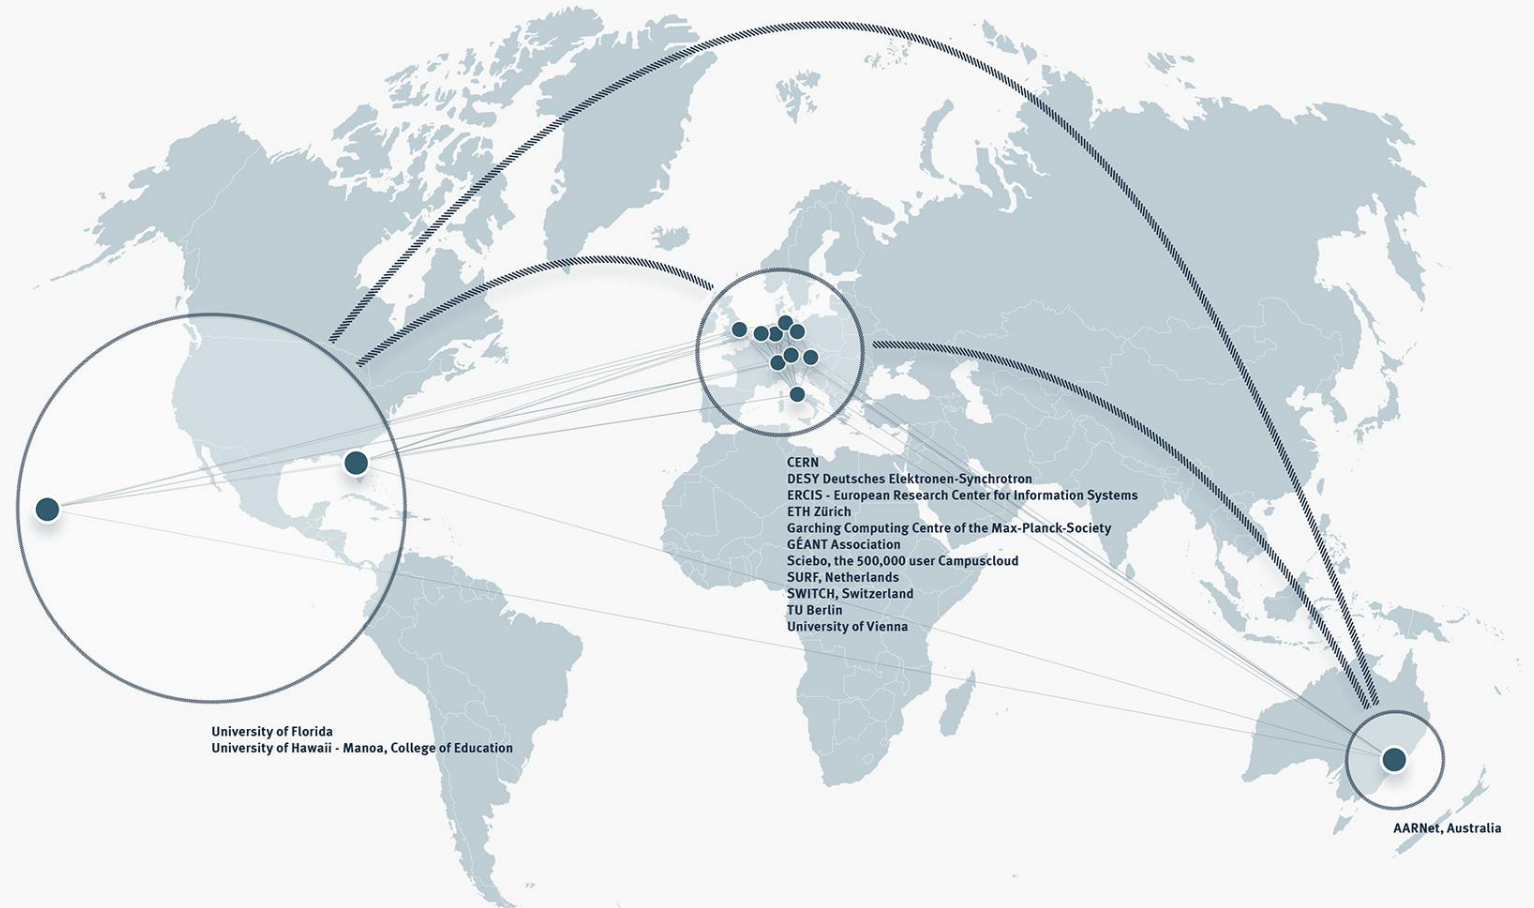 CERN
DESY Deutsches Elektronen-Synchrotron
ERCIS - European Research Center for Information Systems
ETH Zürich
Garching Computing Centre of the Max-Planck-Society
GÉANT Association
Sciebo, the 500,000 user Campuscloud
SURF, Netherlands
SWITCH, Switzerland
TU Berlin
University of Vienna
University of Florida
University of Hawaii - Manoa, College of Education
AARNet, Australia